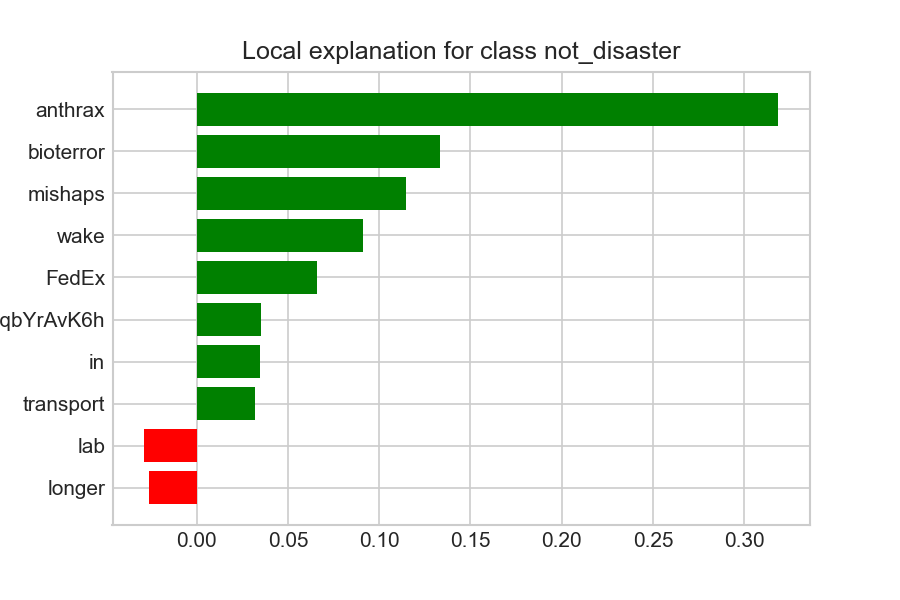 Local explanation for class not_disaster
anthrax
bioterror
mishaps
wake
FedEx
qbYrAvK6h
in
transport
lab
longer
0.00 0.05 0.10 0.15 0.20 0.25 0.30